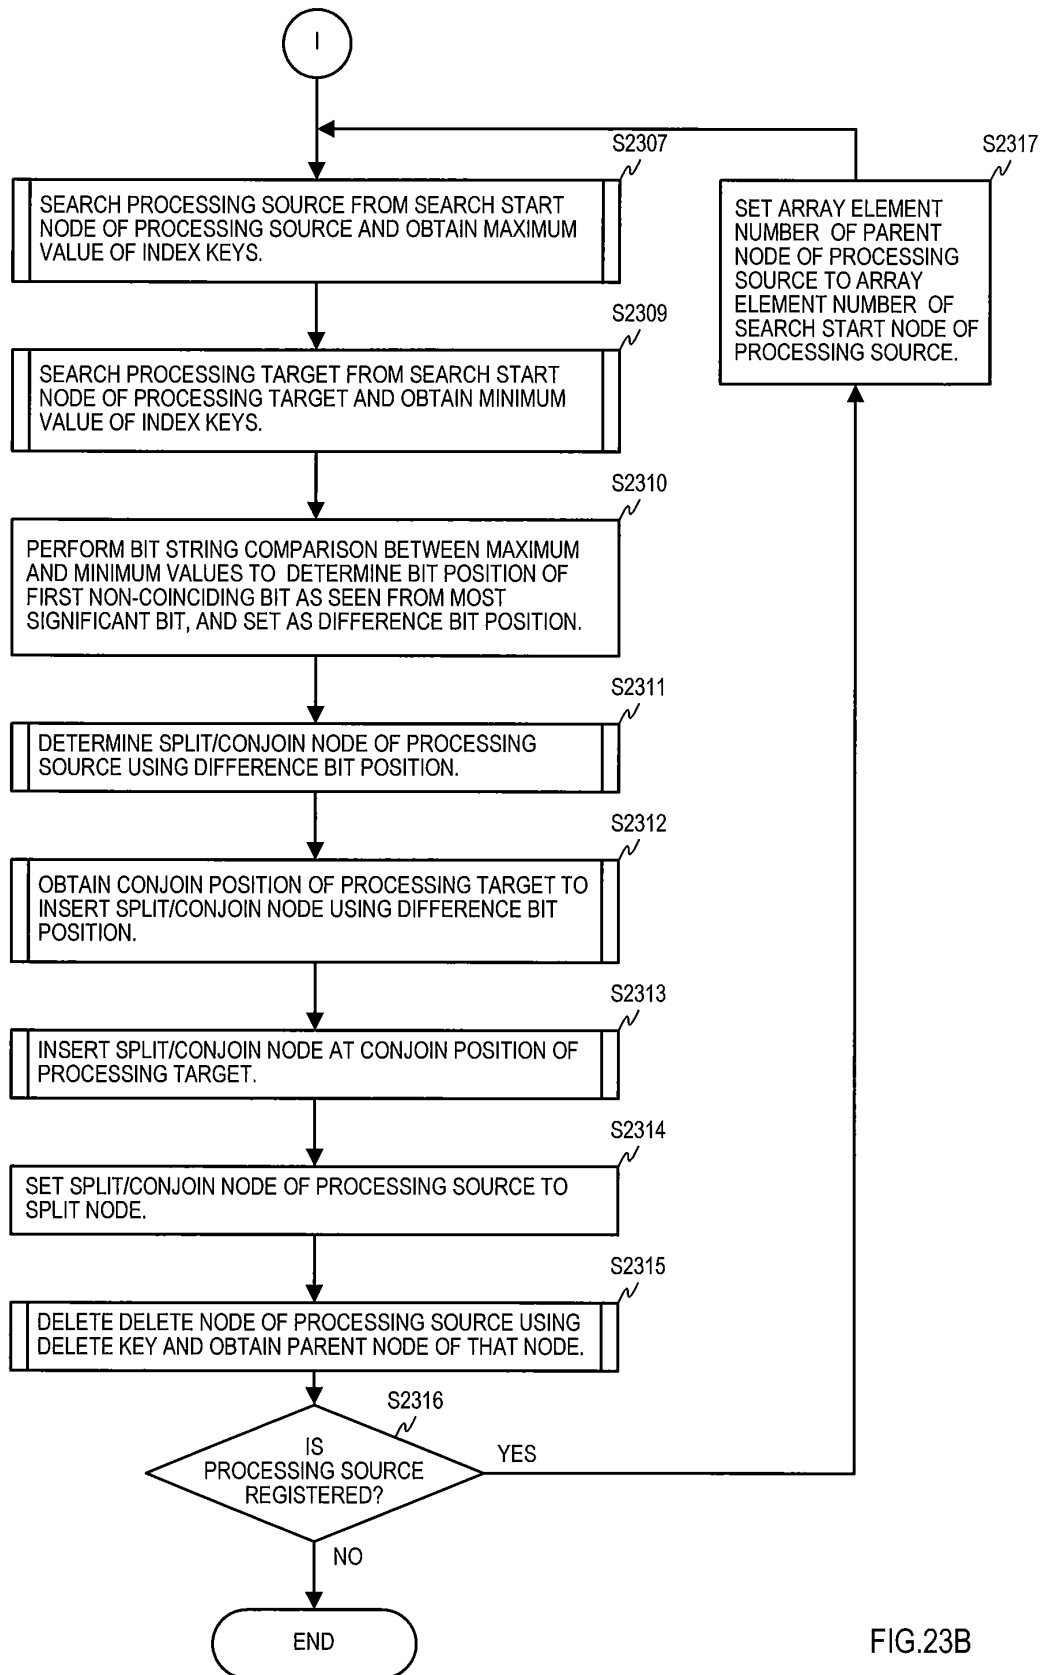 I
S2307
SEARCH PROCESSING SOURCE FROM SEARCH START
NODE OF PROCESSING SOURCE AND OBTAIN MAXIMUM
VALUE OF INDEX KEYS.
S2317
SET ARRAY ELEMENT
NUMBER OF PARENT
NODE OF PROCESSING
SOURCE TO ARRAY
ELEMENT NUMBER OF
SEARCH START NODE OF
PROCESSING SOURCE.
S2309
SEARCH PROCESSING TARGET FROM SEARCH START
NODE OF PROCESSING TARGET AND OBTAIN MINIMUM
VALUE OF INDEX KEYS.
S2310
PERFORM BIT STRING COMPARISON BETWEEN MAXIMUM
AND MINIMUM VALUES TO DETERMINE BIT POSITION OF
FIRST NON-COINCIDING BIT AS SEEN FROM MOST
SIGNIFICANT BIT, AND SET AS DIFFERENCE BIT POSITION.
S2311
DETERMINE SPLIT/CONJOIN NODE OF PROCESSING
SOURCE USING DIFFERENCE BIT POSITION.
S2312
OBTAIN CONJOIN POSITION OF PROCESSING TARGET TO
INSERT SPLIT/CONJOIN NODE USING DIFFERENCE BIT
POSITION.
S2313
INSERT SPLIT/CONJOIN NODE AT CONJOIN POSITION OF
PROCESSING TARGET.
S2314
SET SPLIT/CONJOIN NODE OF PROCESSING SOURCE TO
SPLIT NODE.
S2315
DELETE DELETE NODE OF PROCESSING SOURCE USING
DELETE KEY AND OBTAIN PARENT NODE OF THAT NODE.
S2316
IS
PROCESSING SOURCE
REGISTERED?
YES
NO
END
FIG.23B